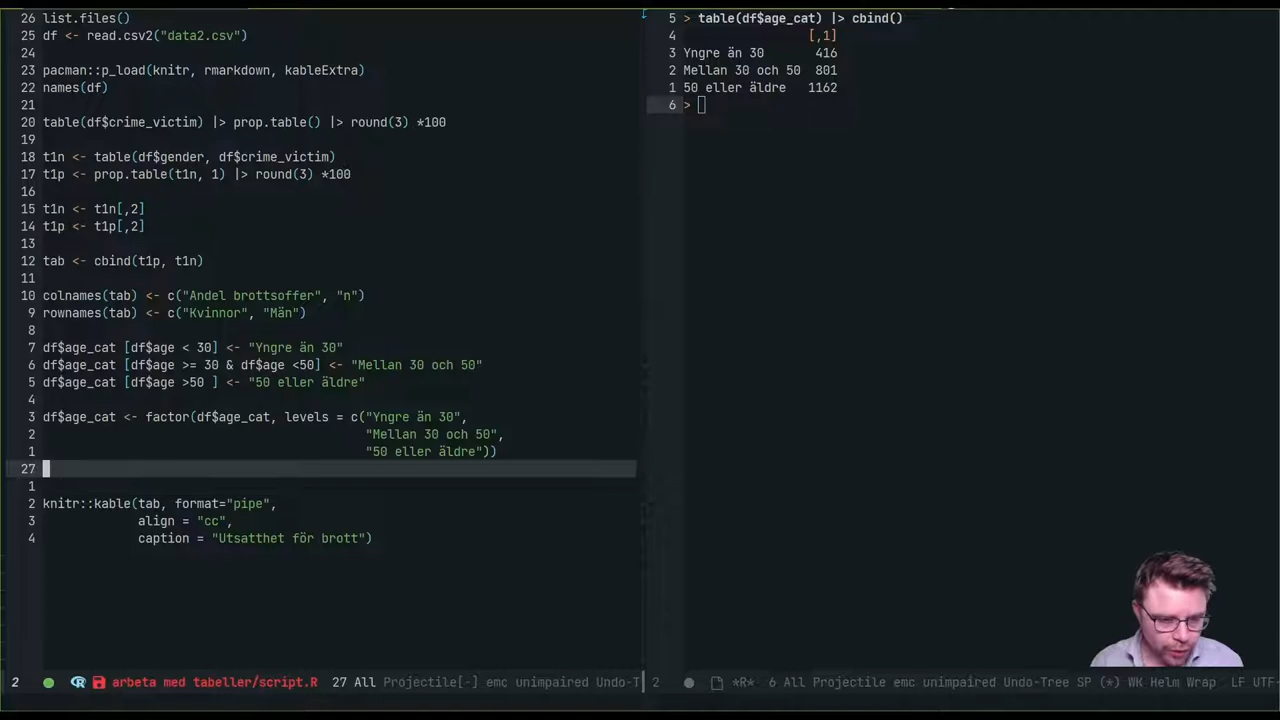 26 list.files()
25 df <- read.csv2("data2.csv")
24
23 pacman::p_load(knitr, rmarkdown, kableExtra)
22 names(df)
21
20 table(df$crime_victim) |> prop.table() |> round(3) *100
19
18 t1n <- table(df$gender, df$crime_victim)
17 t1p <- prop.table(t1n, 1) |> round(3) *100
16
15 t1n <- t1n[,2]
14 t1p <- t1p[,2]
13
12 tab <- cbind(t1p, t1n)
11
10 colnames(tab) <- c("Andel brottsoffer", "n")
9 rownames(tab) <- c("Kvinnor", "Män")
8
7 df$age_cat [df$age < 30] <- "Yngre än 30"
6 df$age_cat [df$age >= 30 & df$age <50] <- "Mellan 30 och 50"
5 df$age_cat [df$age >50 ] <- "50 eller äldre"
4
3 df$age_cat <- factor(df$age_cat, levels = c("Yngre än 30",
2 "Mellan 30 och 50",
1 "50 eller äldre"))
27
1
2 knitr::kable(tab, format="pipe",
3 align = "cc",
4 caption = "Utsatthet för brott")
2 R arbeta med tabeller/script.R 27 All Projectile[-] emc unimpaired Undo-T
5 > table(df$age_cat) |> cbind()
4 [,1]
3 Yngre än 30 416
2 Mellan 30 och 50 801
1 50 eller äldre 1162
6 >
2 *R* 6 All Projectile emc unimpaired Undo-Tree SP (*) WK Helm Wrap LF UTF-